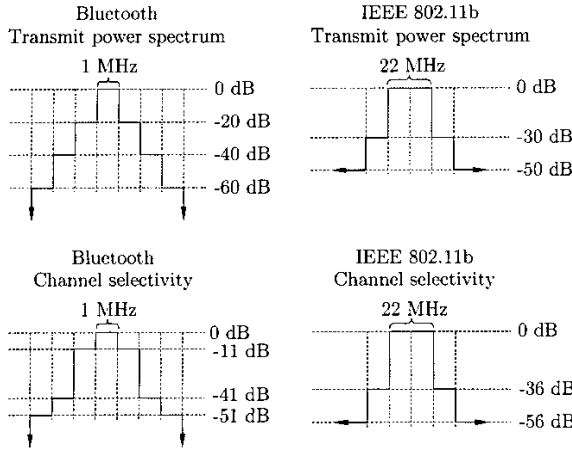 Bluetooth
Transmit power spectrum
1 MHz
0 dB
-20 dB
-40 dB
-60 dB
IEEE 802.11b
Transmit power spectrum
22 MHz
0 dB
-30 dB
-50 dB
Bluetooth
Channel selectivity
1 MHz
0 dB
-11 dB
-41 dB
-51 dB
IEEE 802.11b
Channel selectivity
22 MHz
0 dB
-36 dB
-56 dB